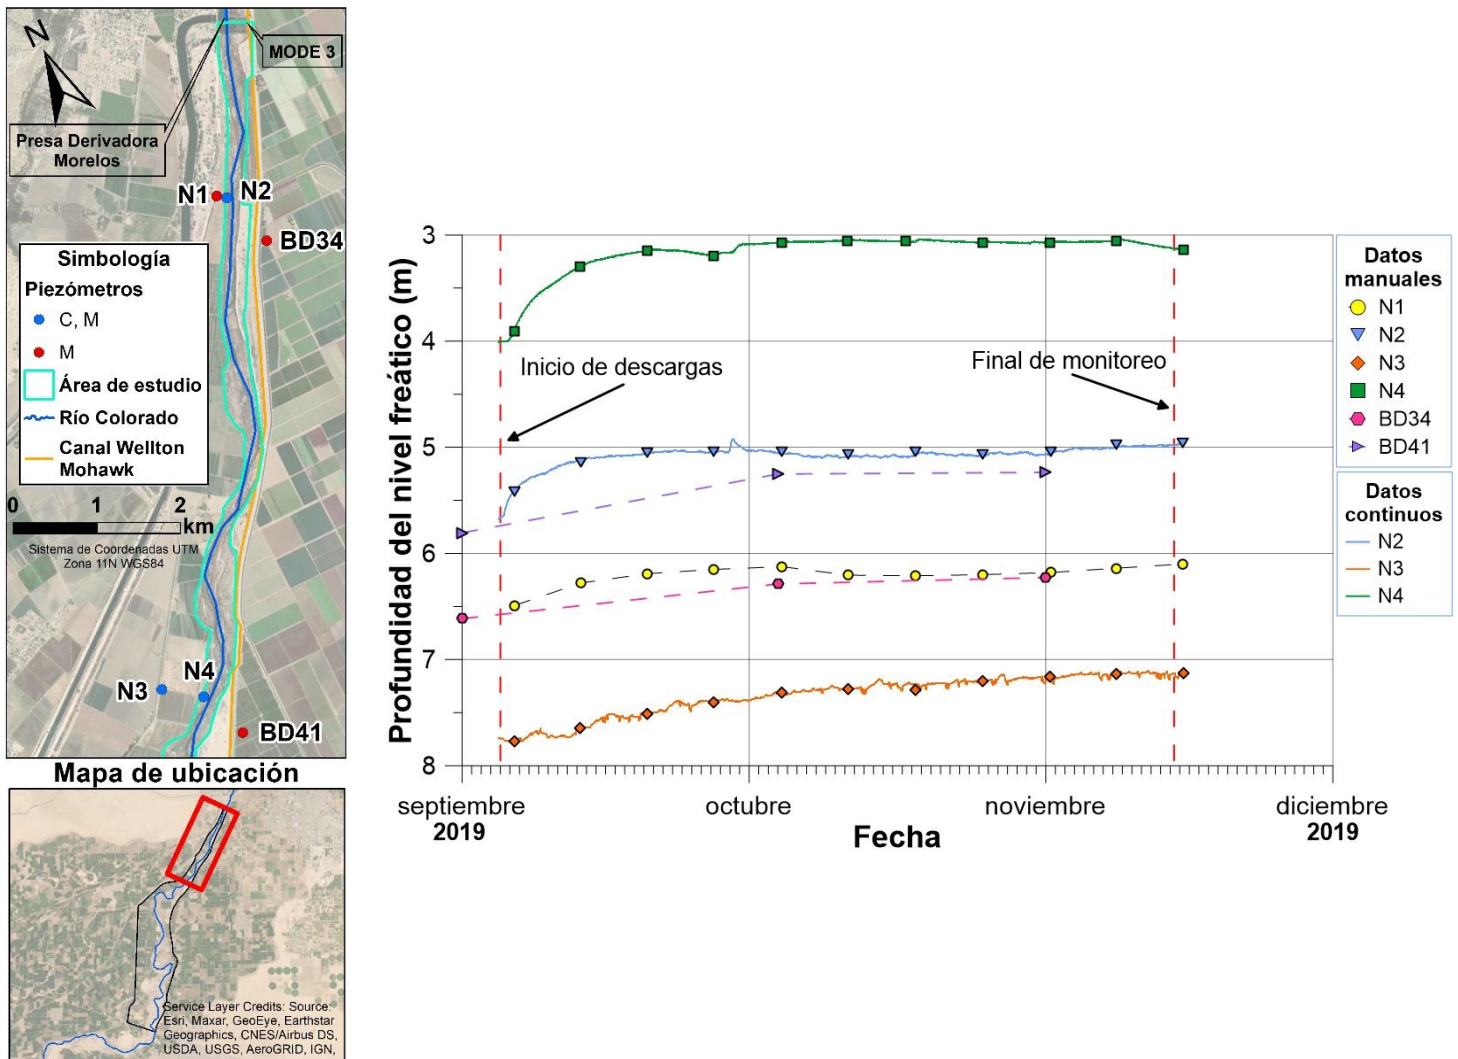 N
MODE 3
Presa Derivadora
Morelos
N1
N2
BD34
Simbología
Piezómetros
C, M
M
Área de estudio
Río Colorado
Canal Wellton
Mohawk
0 1 2
km
Sistema de Coordenadas UTM
Zona 11N WGS84
N4
N3
BD41
Mapa de ubicación
Service Layer Credits: Source:
Esri, Maxar, GeoEye, Earthstar
Geographics, CNES/Airbus DS,
USDA, USGS, AeroGRID, IGN,
Profundidad del nivel freático (m)
3
4
5
6
7
8
Inicio de descargas
Final de monitoreo
septiembre octubre noviembre diciembre
2019 2019
Fecha
Datos
manuales
N1
N2
N3
N4
BD34
BD41
Datos
continuos
N2
N3
N4